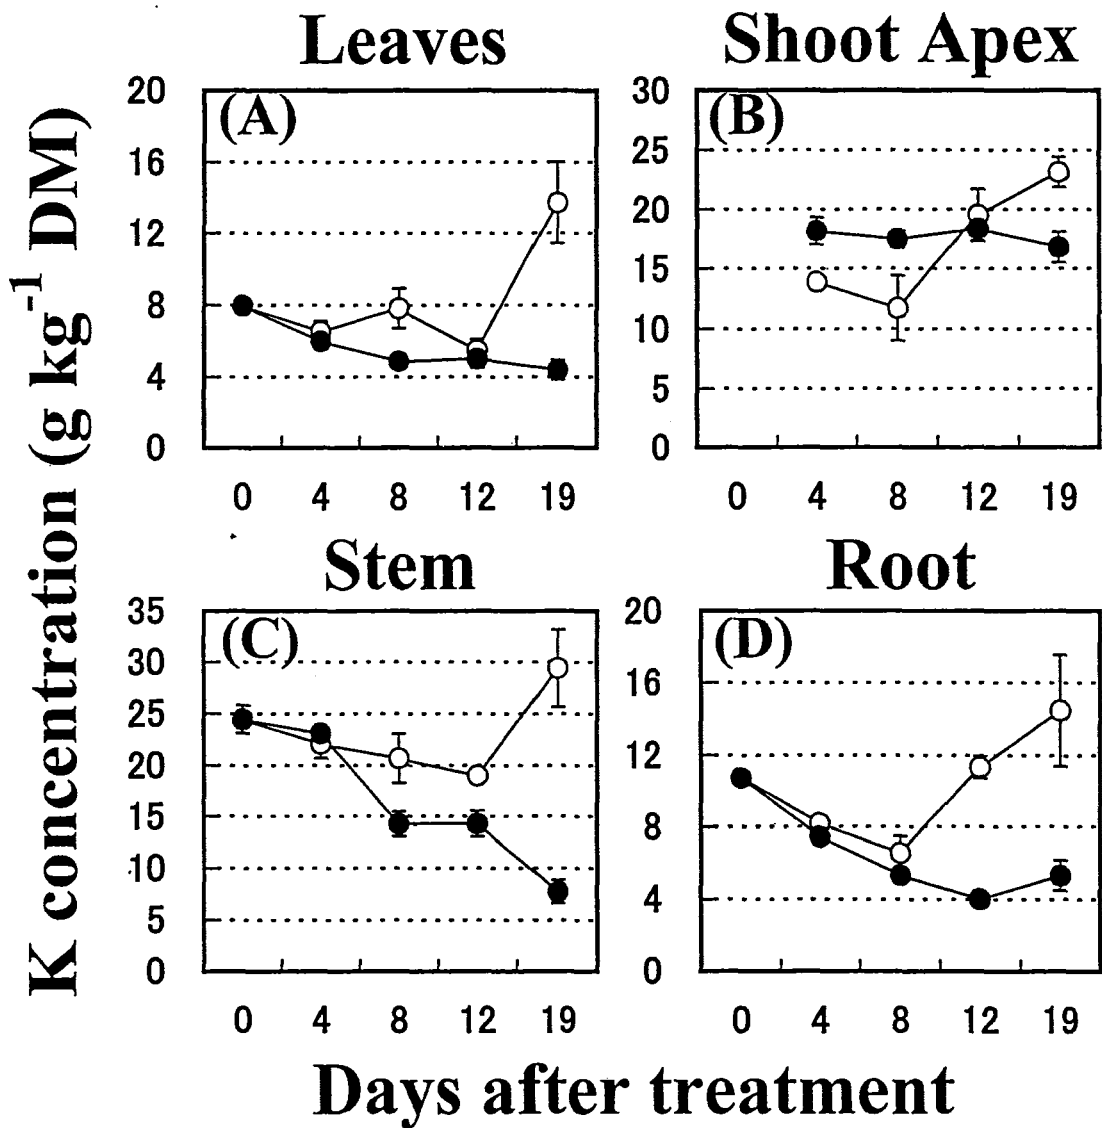 Leaves
Shoot Apex
K concentration (g kg⁻¹ DM)
(A)
20
16
12
8
4
0
0 4 8 12 19
(B)
30
25
20
15
10
5
0
0 4 8 12 19
Stem
Root
(C)
35
30
25
20
15
10
5
0
0 4 8 12 19
(D)
20
16
12
8
4
0
0 4 8 12 19
Days after treatment